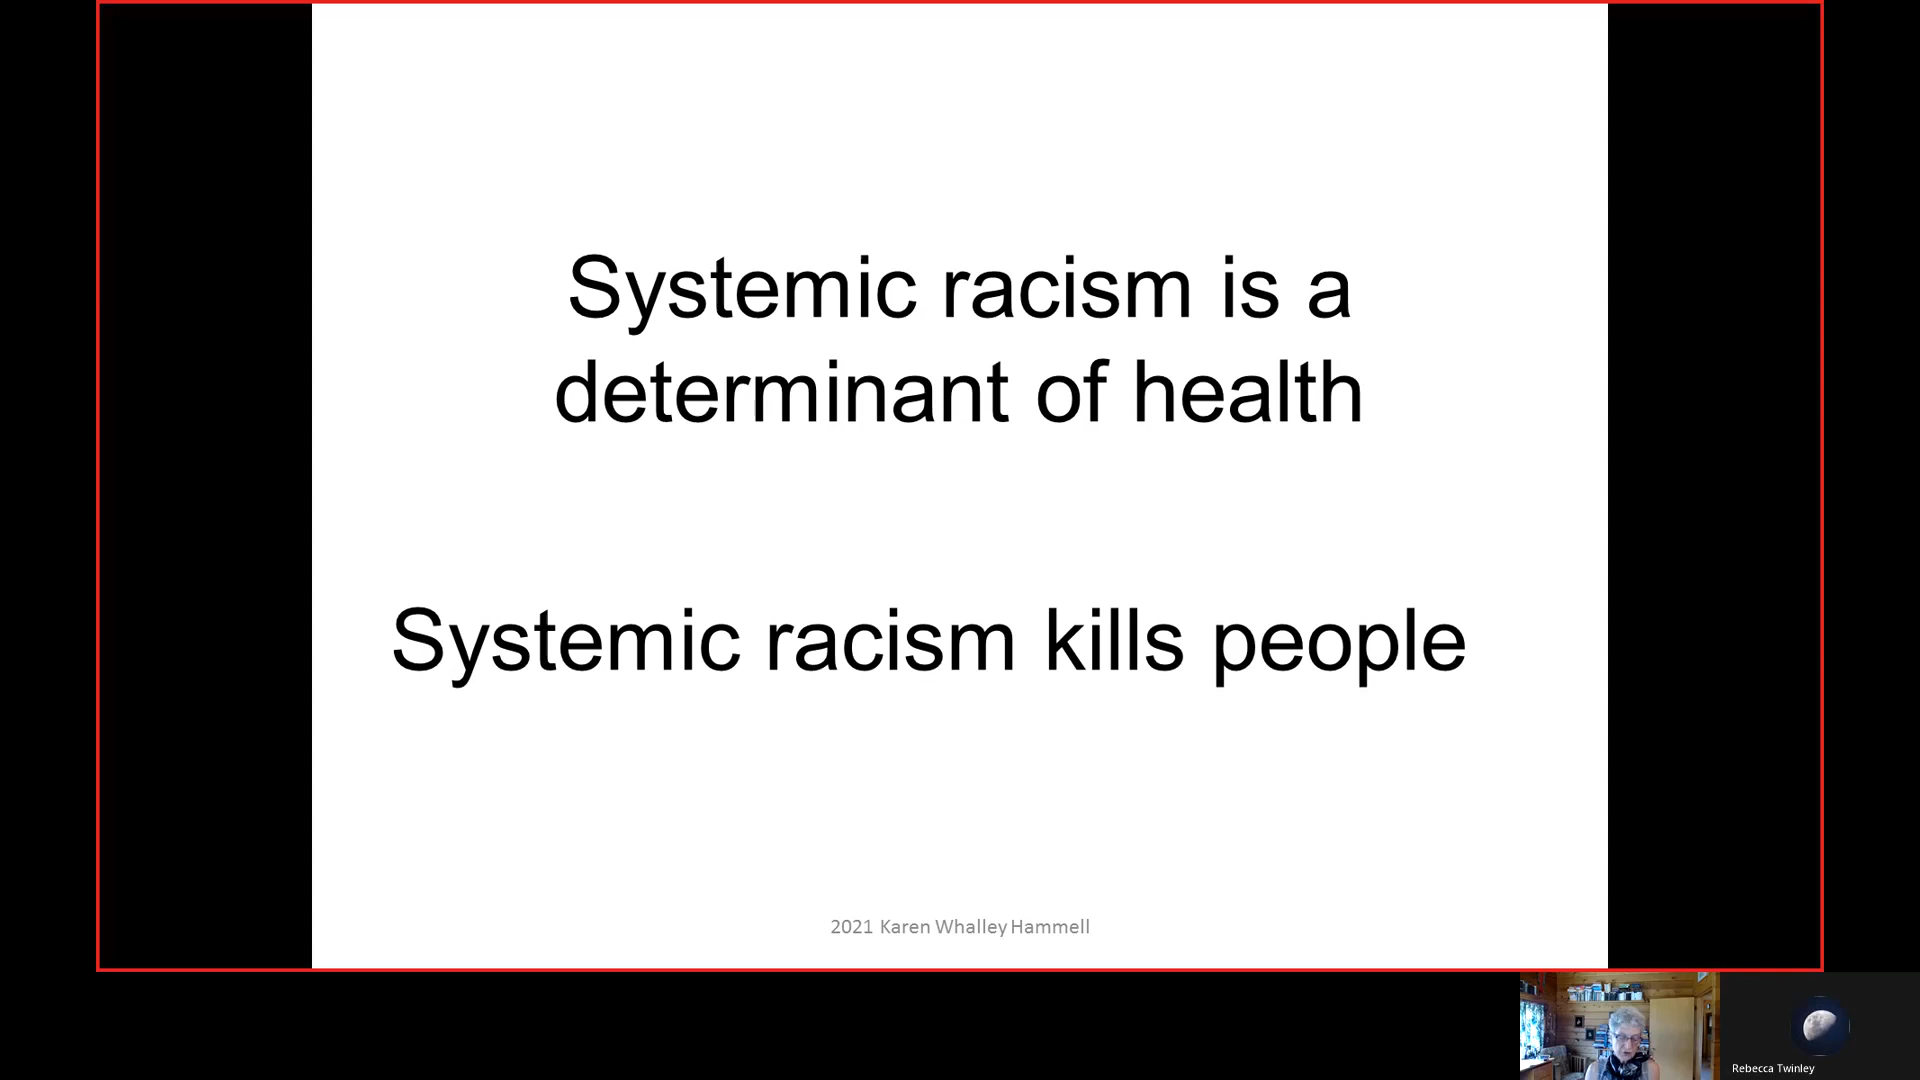 Systemic racism is a
determinant of health
Systemic racism kills people
2021 Karen Whalley Hammell
Rebecca Twinley